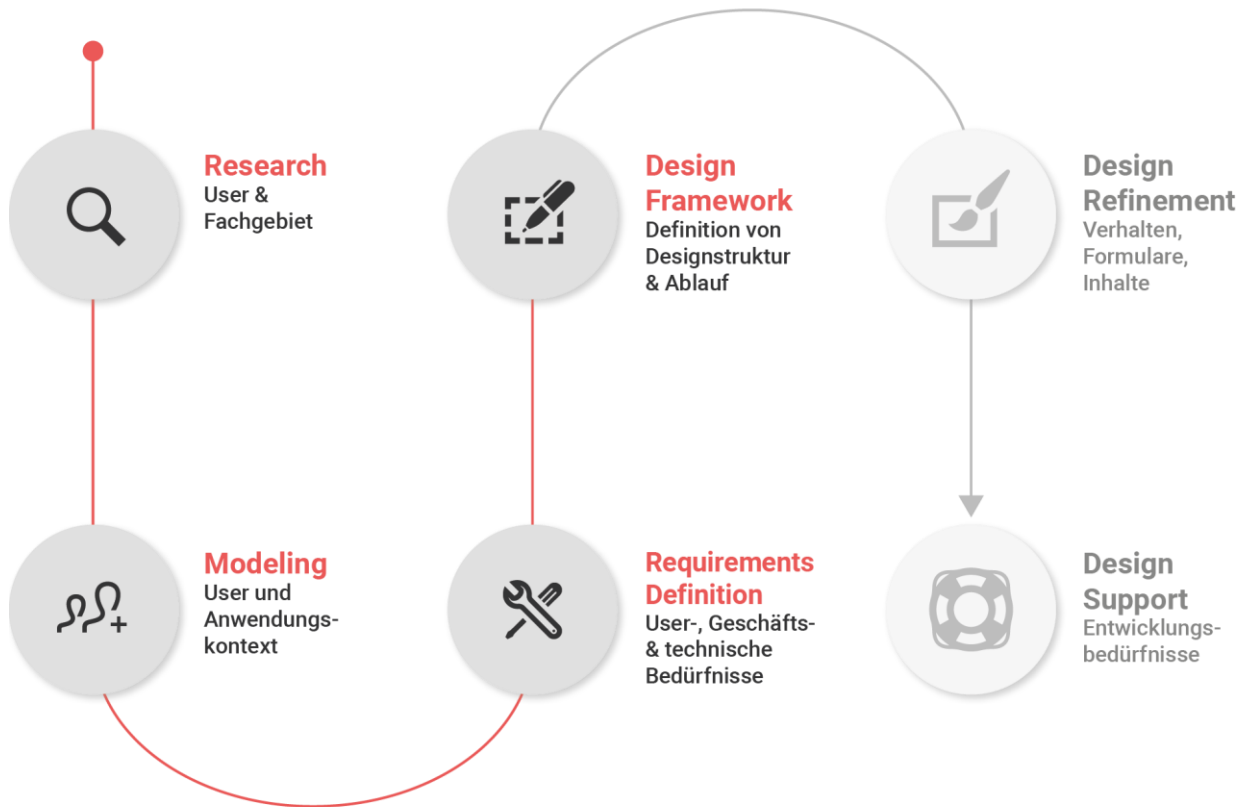 Research
User &
Fachgebiet
Modeling
User und
Anwendungs-
kontext
Requirements
Definition
User-, Geschäfts-
& technische
Bedürfnisse
Design
Framework
Definition von
Designstruktur
& Ablauf
Design
Refinement
Verhalten,
Formulare,
Inhalte
Design
Support
Entwicklungs-
bedürfnisse